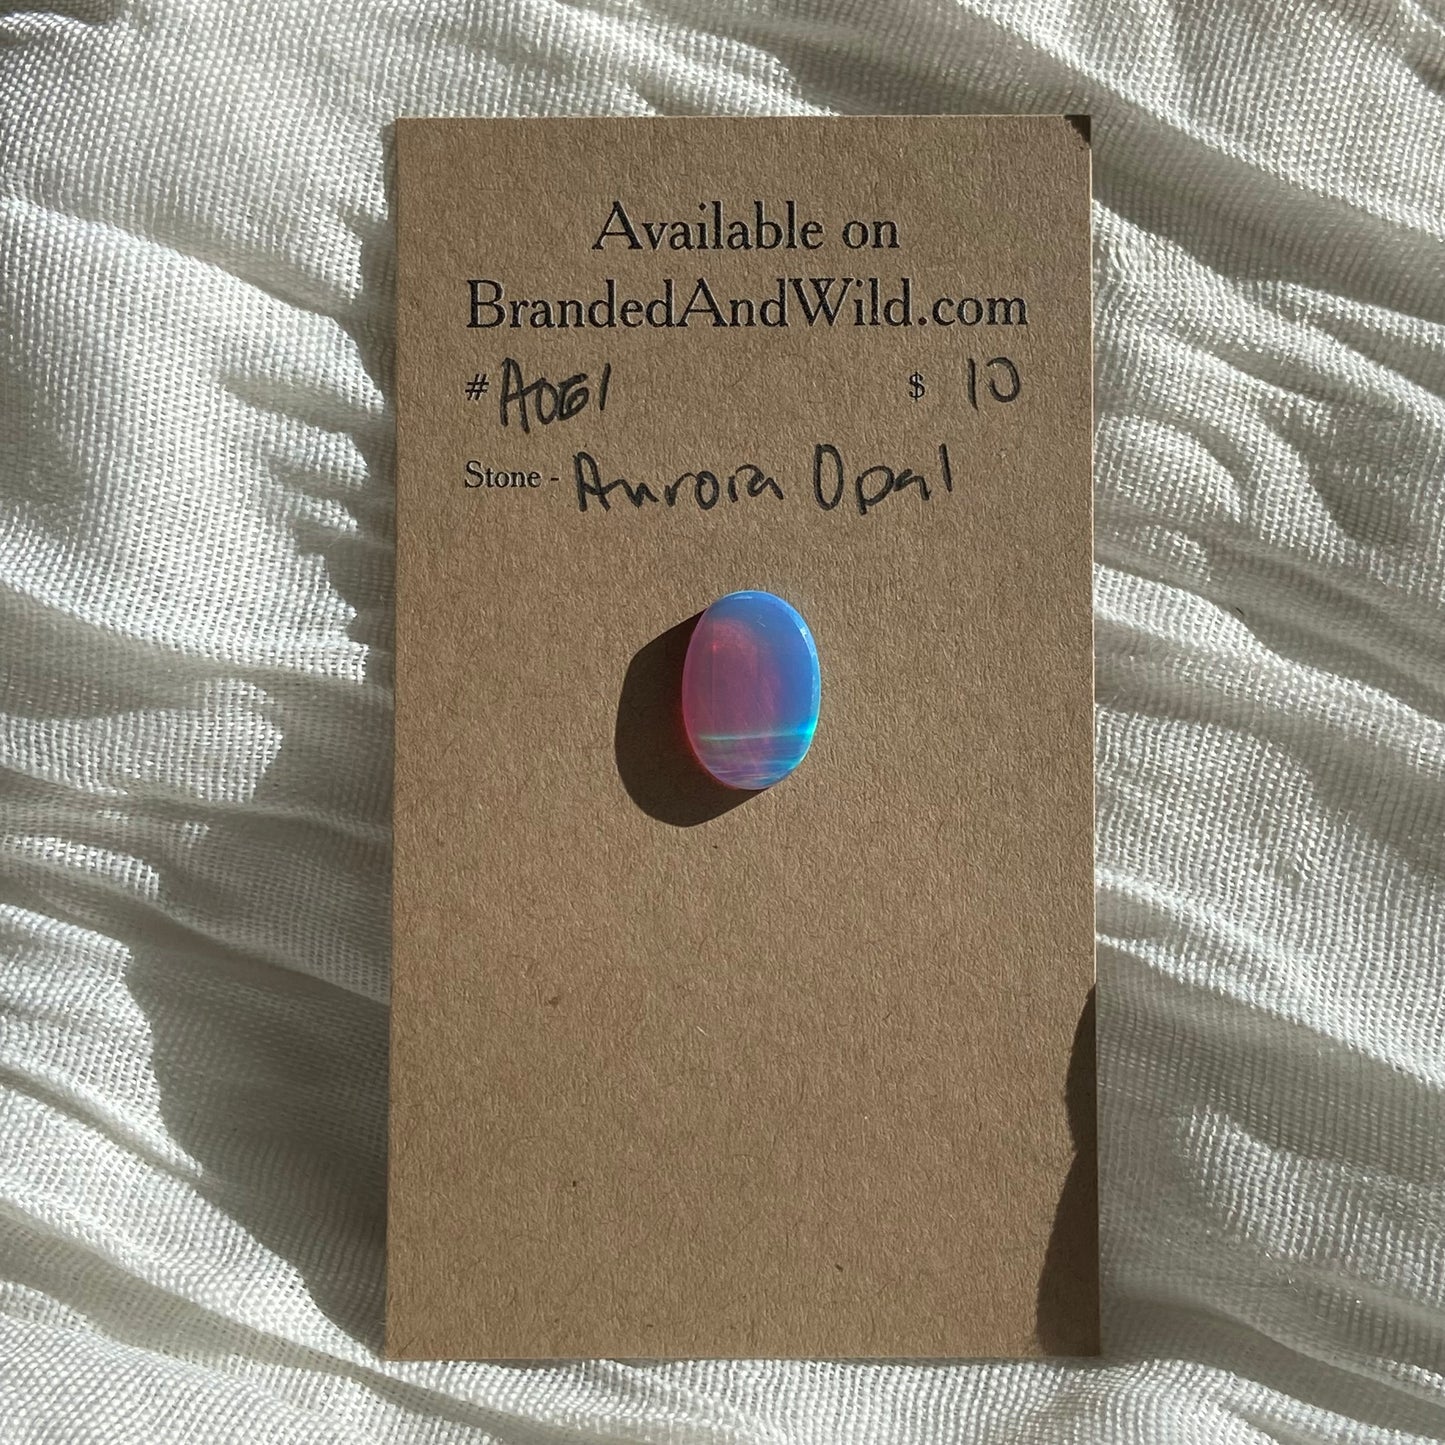 Available on
BrandedAndWild.com
# A061 $ 10
Stone - Aurora Opal